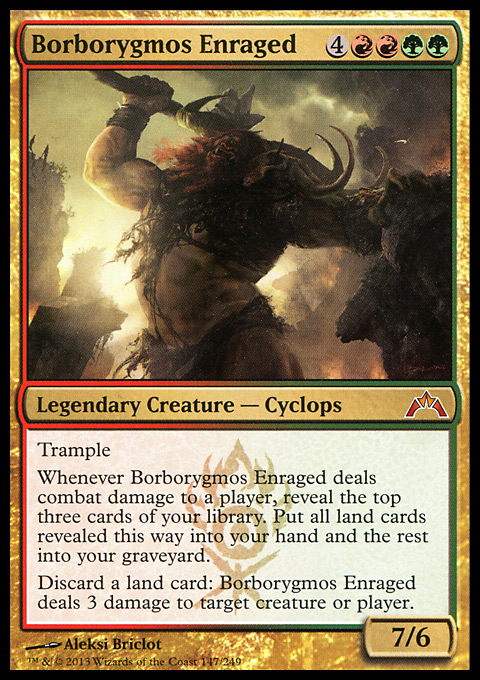 Borborygmos Enraged 4
Legendary Creature — Cyclops
Trample
Whenever Borborygmos Enraged deals
combat damage to a player, reveal the top
three cards of your library. Put all land cards
revealed this way into your hand and the rest
into your graveyard.
Discard a land card: Borborygmos Enraged
deals 3 damage to target creature or player.
Aleksi Briclot
7/6
™ & © 2013 Wizards of the Coast 147/249